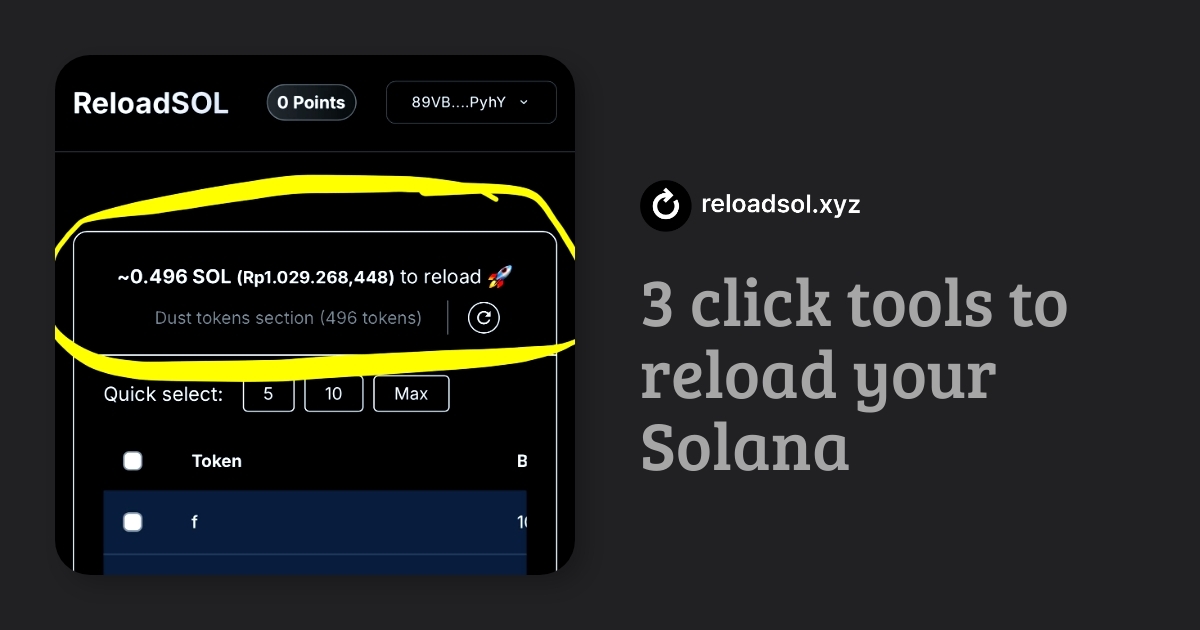 ReloadSOL
0 Points
89VB....PyhY
~0.496 SOL (Rp1.029.268,448) to reload 🚀
Dust tokens section (496 tokens)
Quick select:
5
10
Max
Token
B
f
10
reloadsol.xyz
3 click tools to
reload your
Solana